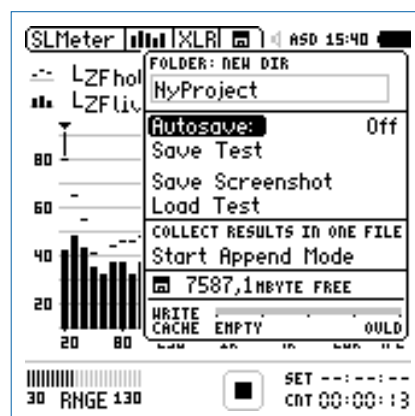 SLMeter XLR ASD 15:40
FOLDER: NEW DIR
LZFhol
MyProject
LZFliv
Autosave: Off
80
Save Test
Save Screenshot
60
Load Test
COLLECT RESULTS IN ONE FILE
40
Start Append Mode
7587,1MBYTE FREE
20
WRITE
CACHE EMPTY OVLD
20 80
SET --:--:--
30 RNGE 130
CNT 00:00:13